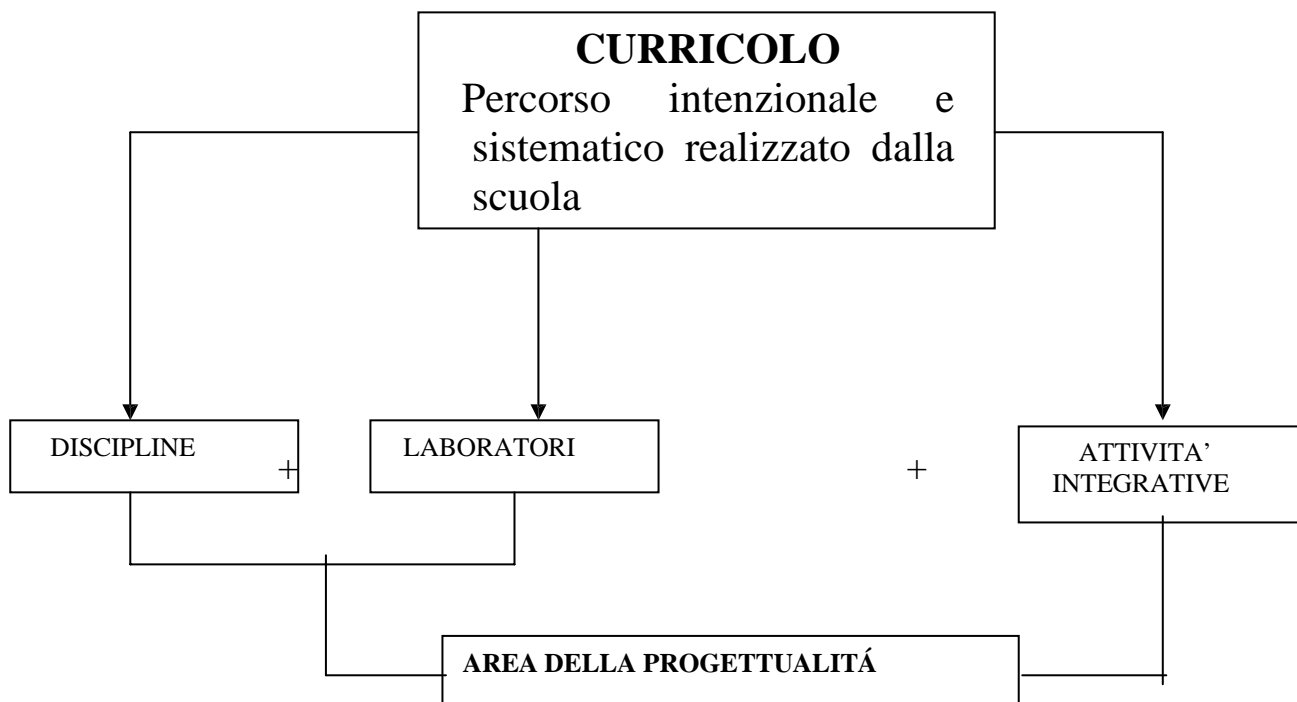 CURRICOLO
Percorso intenzionale e
sistematico realizzato dalla
scuola
DISCIPLINE
+
LABORATORI
+
ATTIVITA’
INTEGRATIVE
AREA DELLA PROGETTUALITÁ